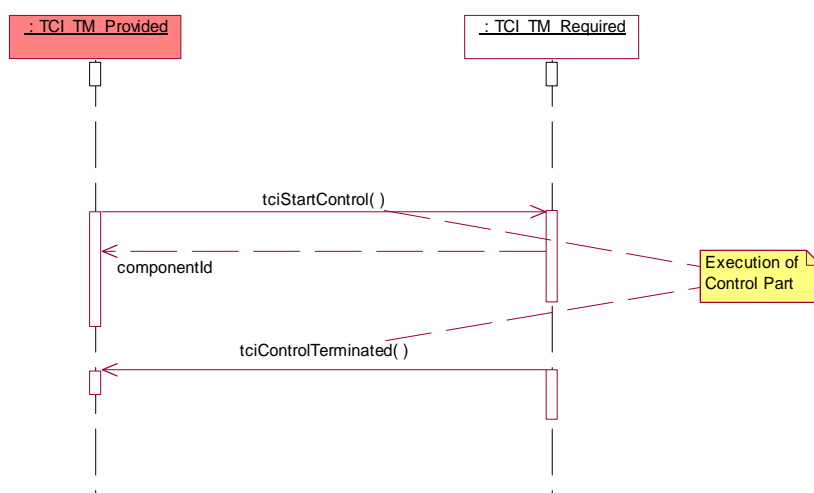 : TCI_TM_Provided
: TCI_TM_Required
tciStartControl( )
componentId
Execution of
Control Part
tciControlTerminated( )